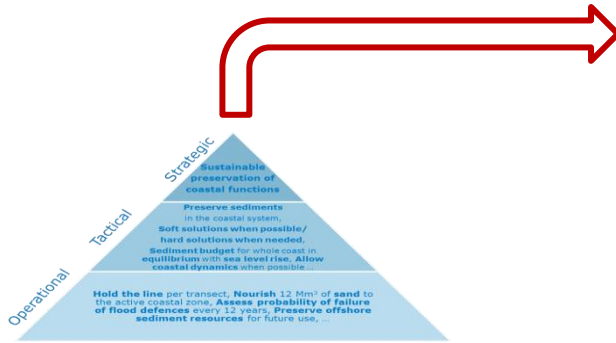 Strategic
Sustainable
preservation of
coastal functions
Tactical
Preserve sediments
in the coastal system,
Soft solutions when possible/
hard solutions when needed,
Sediment budget for whole coast in
equilibrium with sea level rise, Allow
coastal dynamics when possible ...
Operational
Hold the line per transect, Nourish 12 Mm³ of sand to
the active coastal zone, Assess probability of failure
of flood defences every 12 years, Preserve offshore
sediment resources for future use, ...